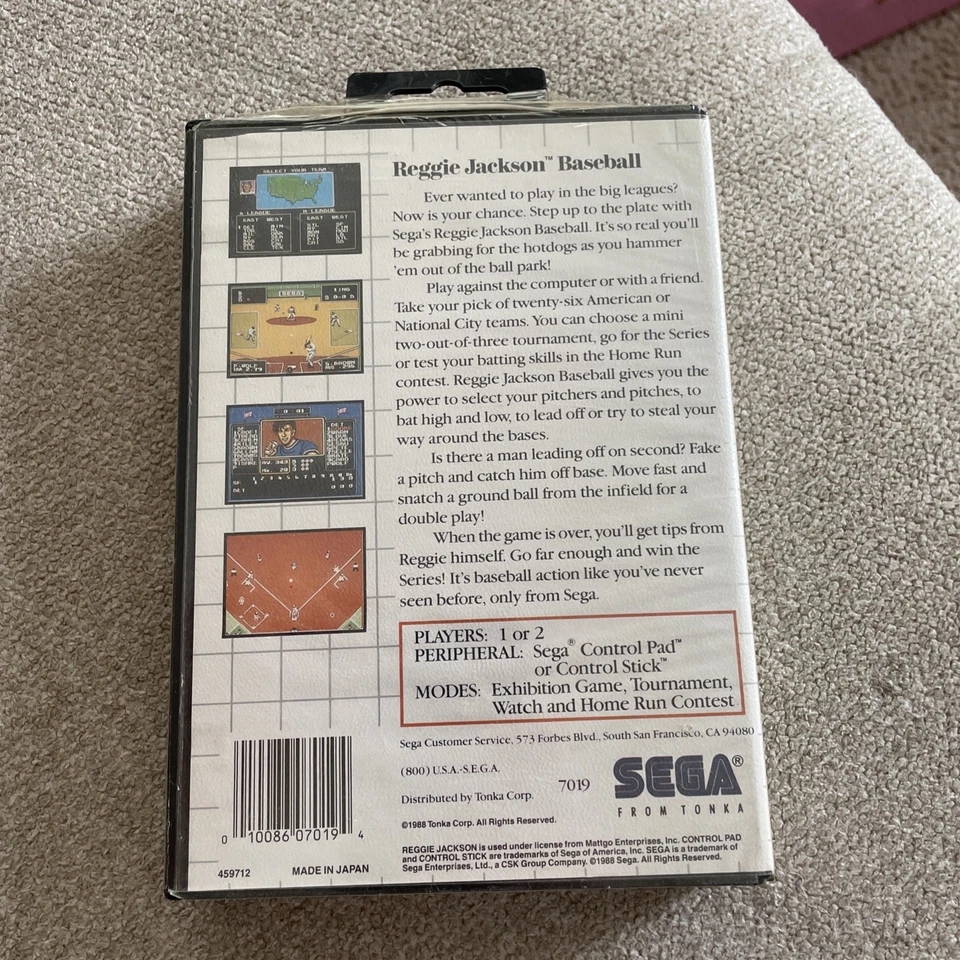 Reggie Jackson™ Baseball
Ever wanted to play in the big leagues?
Now is your chance. Step up to the plate with
Sega's Reggie Jackson Baseball. It's so real you'll
be grabbing for the hotdogs as you hammer
'em out of the ball park!
Play against the computer or with a friend.
Take your pick of twenty-six American or
National City teams. You can choose a mini
two-out-of-three tournament, go for the Series
or test your batting skills in the Home Run
contest. Reggie Jackson Baseball gives you the
power to select your pitchers and pitches, to
bat high and low, to lead off or try to steal your
way around the bases.
Is there a man leading off on second? Fake
a pitch and catch him off base. Move fast and
snatch a ground ball from the infield for a
double play!
When the game is over, you'll get tips from
Reggie himself. Go far enough and win the
Series! It's baseball action like you've never
seen before, only from Sega.
PLAYERS: 1 or 2
PERIPHERAL: Sega® Control Pad™
or Control Stick™
MODES: Exhibition Game, Tournament,
Watch and Home Run Contest
Sega Customer Service, 573 Forbes Blvd., South San Francisco, CA 94080
(800) U.S.A.-S.E.G.A.
Distributed by Tonka Corp. 7019
©1988 Tonka Corp. All Rights Reserved.
SEGA®
FROM TONKA
REGGIE JACKSON is used under license from Mattgo Enterprises, Inc. CONTROL PAD
and CONTROL STICK are trademarks of Sega of America, Inc. SEGA is a trademark of
Sega Enterprises, Ltd., a CSK Group Company. ©1988 Sega. All Rights Reserved.
SELECT YOUR TEAM
A LEAGUE N LEAGUE
EAST WEST EAST WEST
SEGA
0 10086 07019 4
459712 MADE IN JAPAN